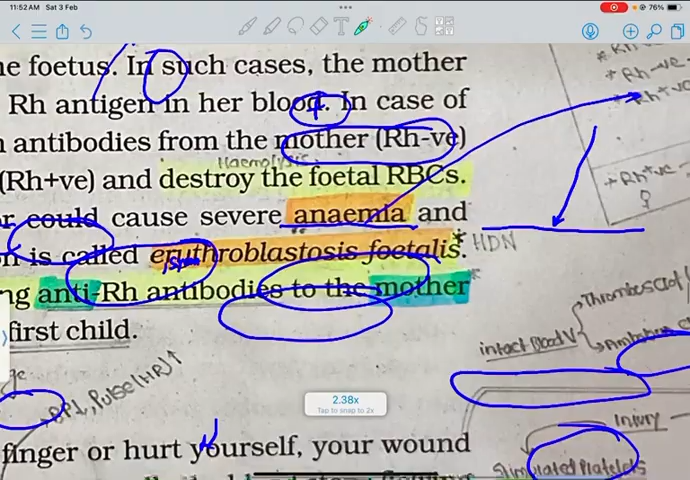 11:52 AM Sat 3 Feb
76%
ne foetus. In such cases, the mother
Rh antigen in her blood. In case of
antibodies from the mother (Rh-ve)
Haemolysis
(Rh+ve) and destroy the foetal RBCs.
could cause severe anaemia and
n is called erythroblastosis foetalis.*
HDN
ng anti-Rh antibodies to the mother*
first child.
* Rh-ve
Rh+ve
+ Rh+ve
?
intact Blood V
BP↓, Pulse (HR)↑
2.38x
Tap to snap to 2x
Injury
finger or hurt yourself, your wound
Stimulated Platelets